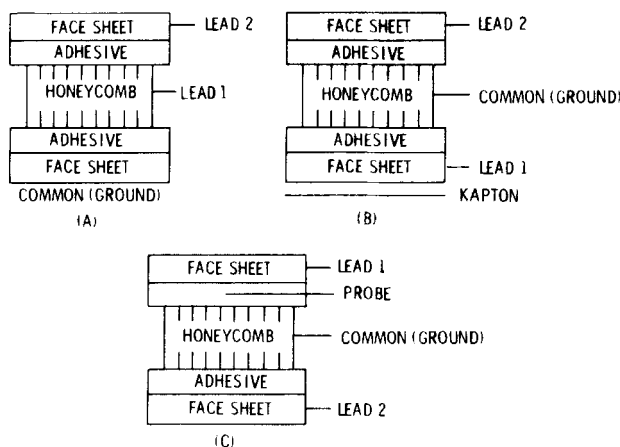 FACE SHEET LEAD 2
ADHESIVE
HONEYCOMB LEAD 1
ADHESIVE
FACE SHEET
COMMON (GROUND)
(A)
FACE SHEET LEAD 2
ADHESIVE
HONEYCOMB COMMON (GROUND)
ADHESIVE
FACE SHEET LEAD 1
KAPTON
(B)
FACE SHEET LEAD 1
PROBE
HONEYCOMB COMMON (GROUND)
ADHESIVE
FACE SHEET LEAD 2
(C)